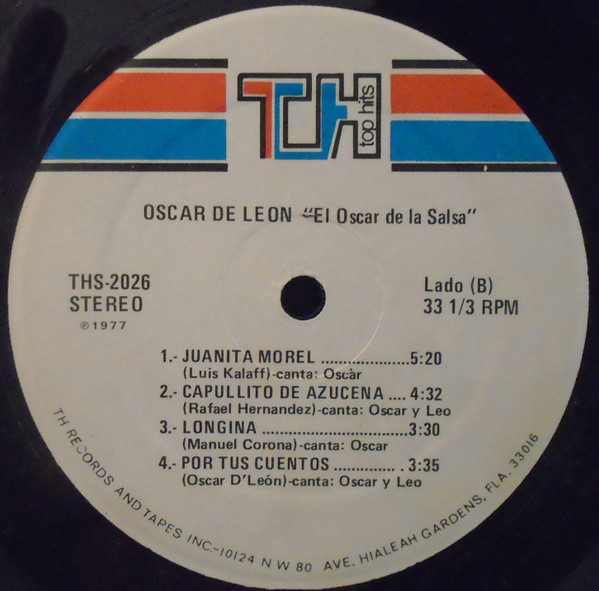 TH top hits
OSCAR DE LEON "El Oscar de la Salsa"
THS-2026
STEREO
℗1977
Lado (B)
33 1/3 RPM
1.- JUANITA MOREL ..................5:20
(Luis Kalaff)-canta: Oscar
2.- CAPULLITO DE AZUCENA .... 4:32
(Rafael Hernandez)-canta: Oscar y Leo
3.- LONGINA ..............................3:30
(Manuel Corona)-canta: Oscar
4.- POR TUS CUENTOS ............. . 3:35
(Oscar D'León)-canta: Oscar y Leo
TH RECORDS AND TAPES INC.-10124 N W 80 AVE. HIALEAH GARDENS, FLA. 33016